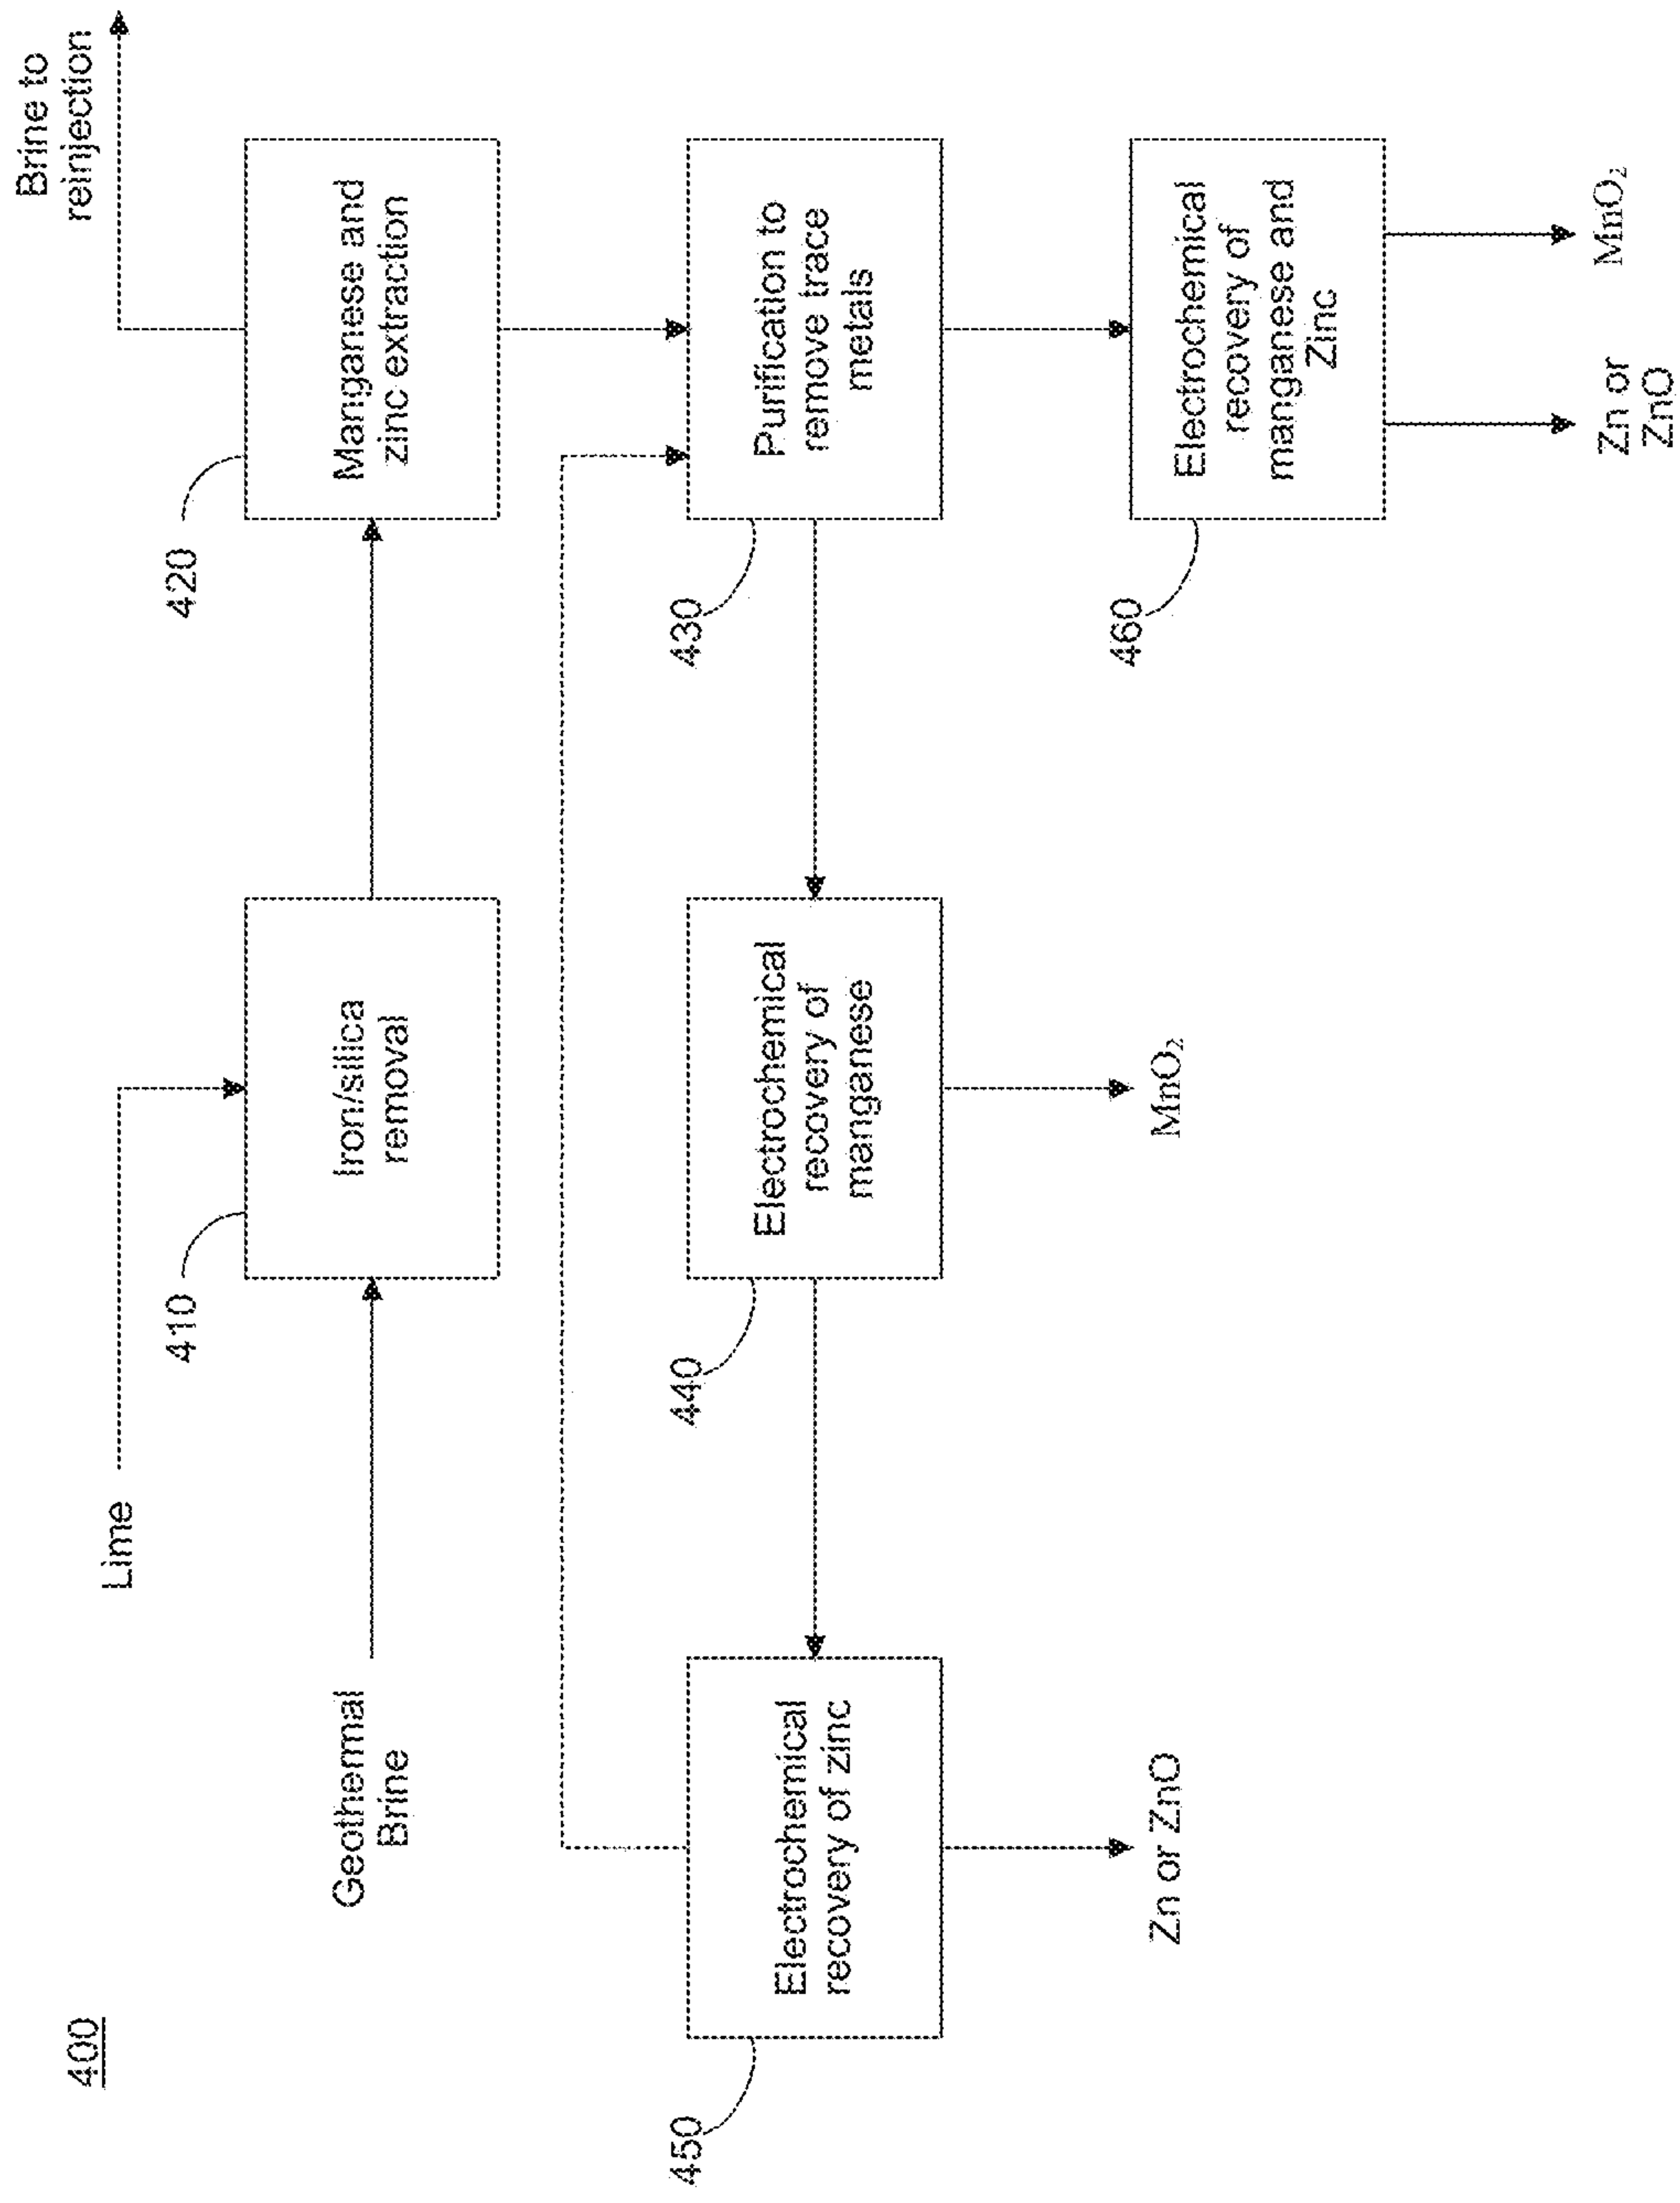 400
Lime
Brine to
reinjection
410
420
Geothermal
Brine
Iron/silica
removal
Manganese and
zinc extraction
450
440
430
Electrochemical
recovery of zinc
Electrochemical
recovery of
manganese
Purification to
remove trace
metals
Zn or ZnO
MnO₂
460
Electrochemical
recovery of
manganese and
Zinc
Zn or
ZnO
MnO₂